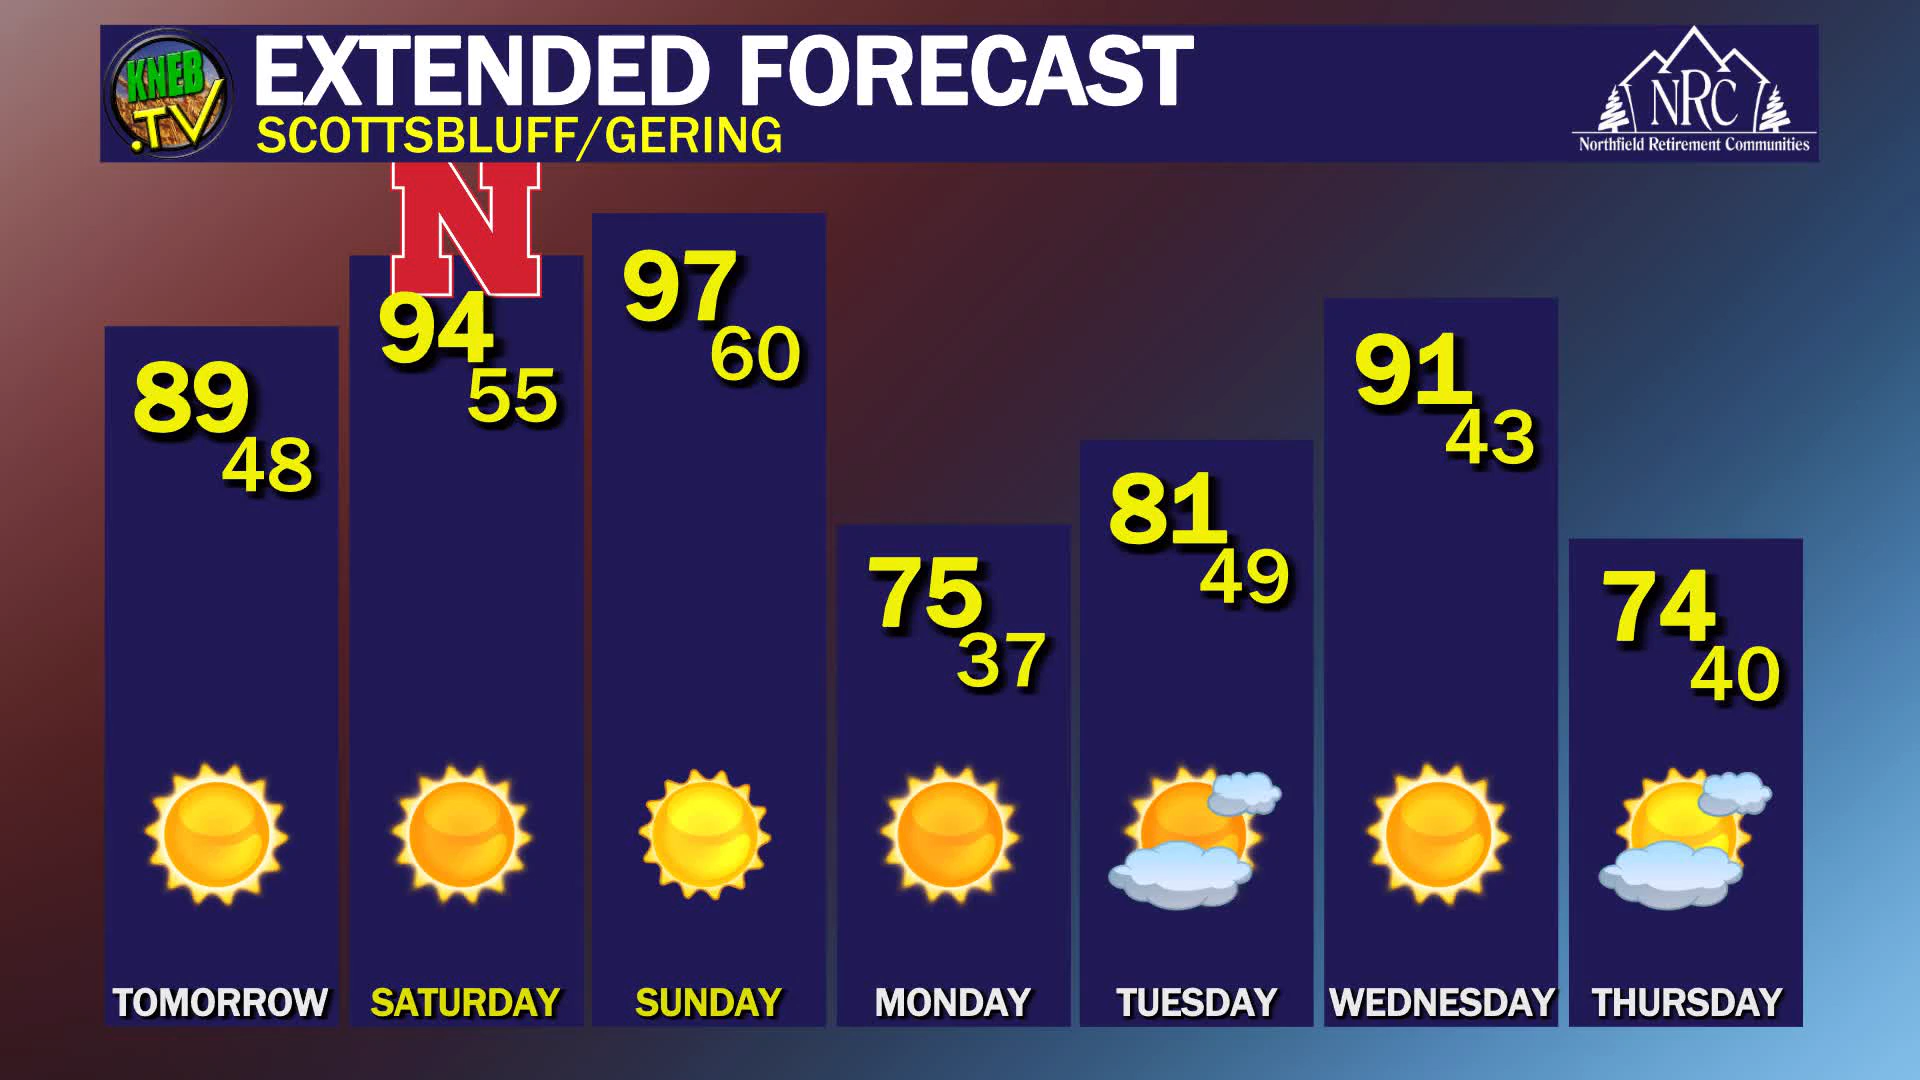 KNEB
.TV
EXTENDED FORECAST
SCOTTSBLUFF/GERING
NRC
Northfield Retirement Communities
N
89
48
94
55
97
60
75
37
81
49
91
43
74
40
TOMORROW
SATURDAY
SUNDAY
MONDAY
TUESDAY
WEDNESDAY
THURSDAY